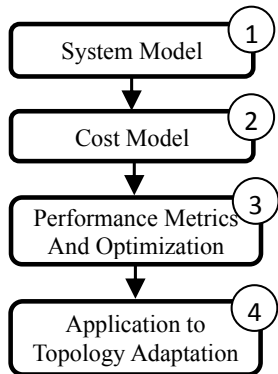 1
System Model
2
Cost Model
3
Performance Metrics
And Optimization
4
Application to
Topology Adaptation